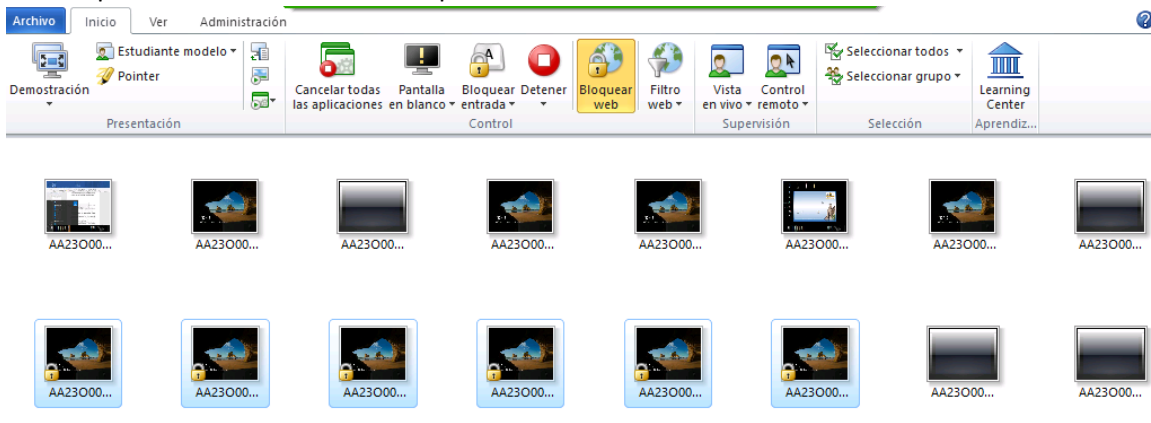 Archivo Inicio Ver Administración
Estudiante modelo
Pointer
Demostración
Cancelar todas las aplicaciones
Pantalla en blanco
Bloquear entrada
Detener
Bloquear web
Filtro web
Vista en vivo
Control remoto
Seleccionar todos
Seleccionar grupo
Learning Center
Presentación Control Supervisión Selección Aprendiz...
AA23O00... AA23O00... AA23O00... AA23O00... AA23O00... AA23O00... AA23O00... AA23O00...
AA23O00... AA23O00... AA23O00... AA23O00... AA23O00... AA23O00... AA23O00... AA23O00...